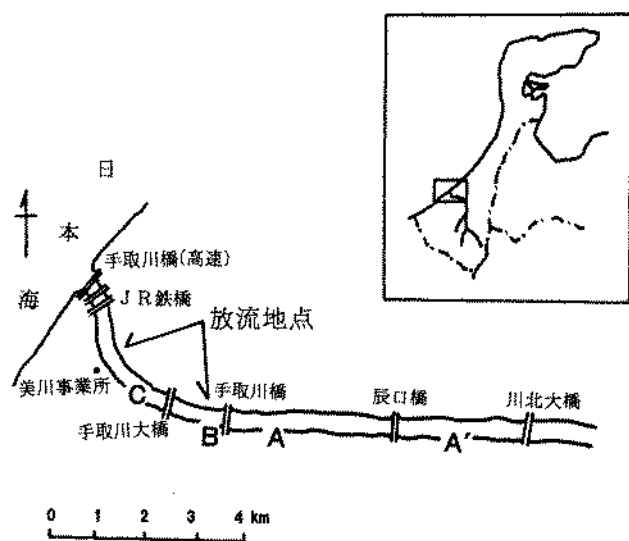 日
本
海
手取川橋(高速)
JR鉄橋
放流地点
美川事業所
手取川橋
辰口橋
川北大橋
C
手取川大橋
B
A
A′
0 1 2 3 4 km